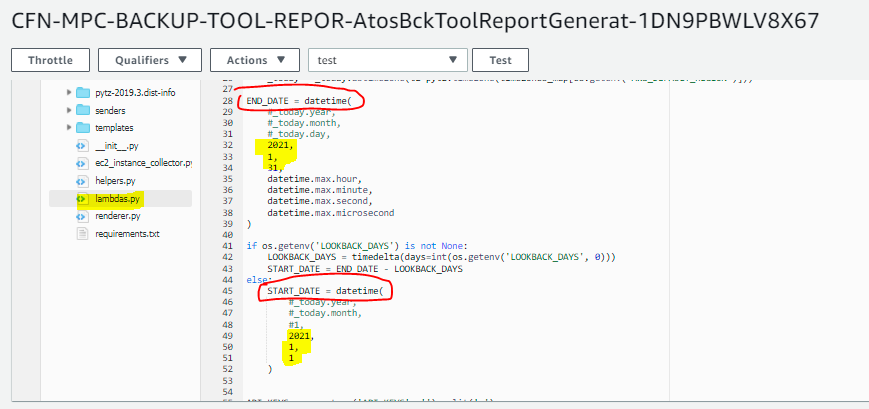 CFN-MPC-BACKUP-TOOL-REPOR-AtosBckToolReportGenerat-1DN9PBWLV8X67
Throttle
Qualifiers
Actions
test
Test
pytz-2019.3.dist-info
senders
templates
__init__.py
ec2_instance_collector.py
helpers.py
lambdas.py
renderer.py
requirements.txt
27
28 END_DATE = datetime(
29 #_today.year,
30 #_today.month,
31 #_today.day,
32 2021,
33 1,
34 31,
35 datetime.max.hour,
36 datetime.max.minute,
37 datetime.max.second,
38 datetime.max.microsecond
39 )
40
41 if os.getenv('LOOKBACK_DAYS') is not None:
42 LOOKBACK_DAYS = timedelta(days=int(os.getenv('LOOKBACK_DAYS', 0)))
43 START_DATE = END_DATE - LOOKBACK_DAYS
44 else:
45 START_DATE = datetime(
46 #_today.year,
47 #_today.month,
48 #1,
49 2021,
50 1,
51 1
52 )
53
54